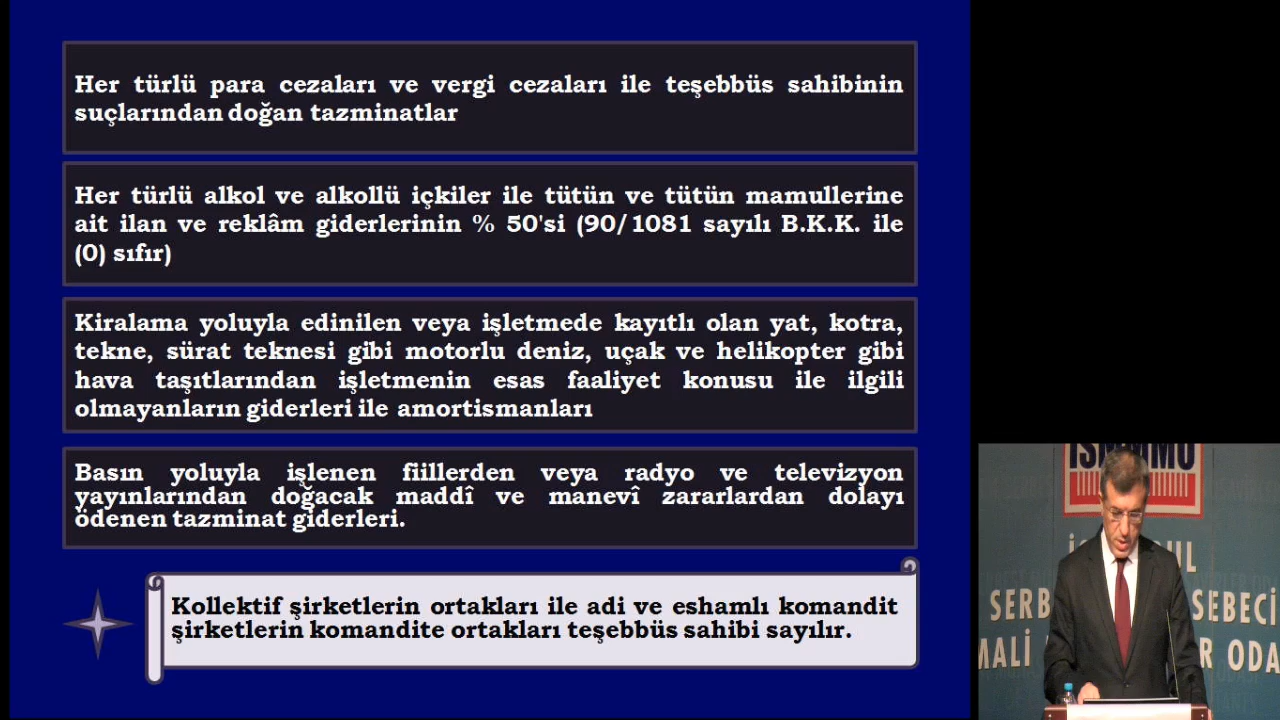 Her türlü para cezaları ve vergi cezaları ile teşebbüs sahibinin
suçlarından doğan tazminatlar
Her türlü alkol ve alkollü içkiler ile tütün ve tütün mamullerine
ait ilan ve reklâm giderlerinin % 50'si (90/1081 sayılı B.K.K. ile
(0) sıfır)
Kiralama yoluyla edinilen veya işletmede kayıtlı olan yat, kotra,
tekne, sürat teknesi gibi motorlu deniz, uçak ve helikopter gibi
hava taşıtlarından işletmenin esas faaliyet konusu ile ilgili
olmayanların giderleri ile amortismanları
Basın yoluyla işlenen fiillerden veya radyo ve televizyon
yayınlarından doğacak maddî ve manevî zararlardan dolayı
ödenen tazminat giderleri.
Kollektif şirketlerin ortakları ile adi ve eshamlı komandit
şirketlerin komandite ortakları teşebbüs sahibi sayılır.